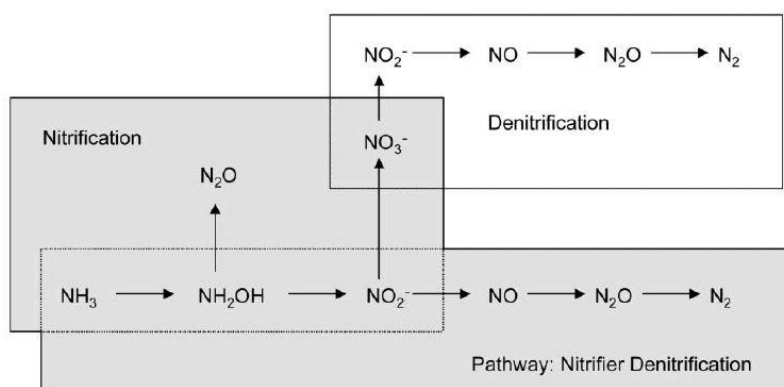 NO₂⁻ NO N₂O N₂
Nitrification Denitrification
NO₃⁻
N₂O
NH₃ NH₂OH NO₂⁻ NO N₂O N₂
Pathway: Nitrifier Denitrification